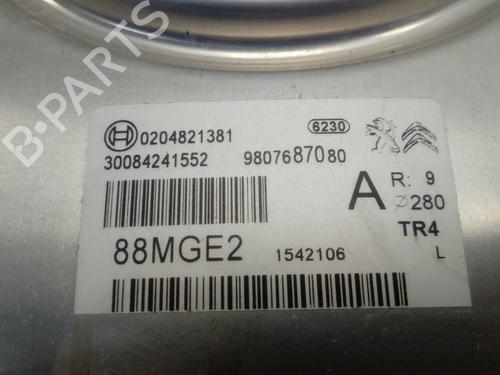 0204821381 6230
30084241552 9807687080
A R: 9
⌀280
TR4
88MGE2 1542106 L
B-PARTS